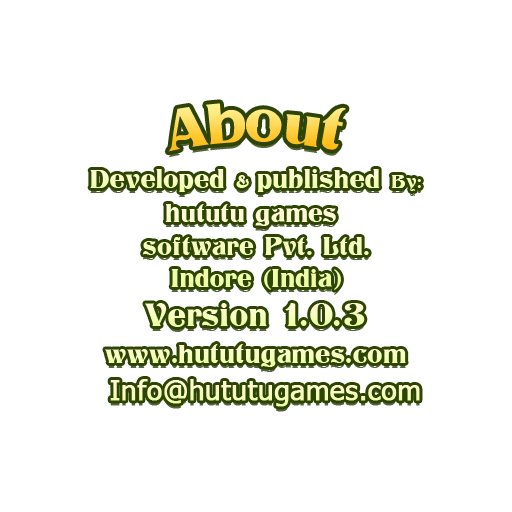 About
Developed & published By:
hututu games
software Pvt. Ltd.
Indore (India)
Version 1.0.3
www.hututugames.com
Info@hututugames.com